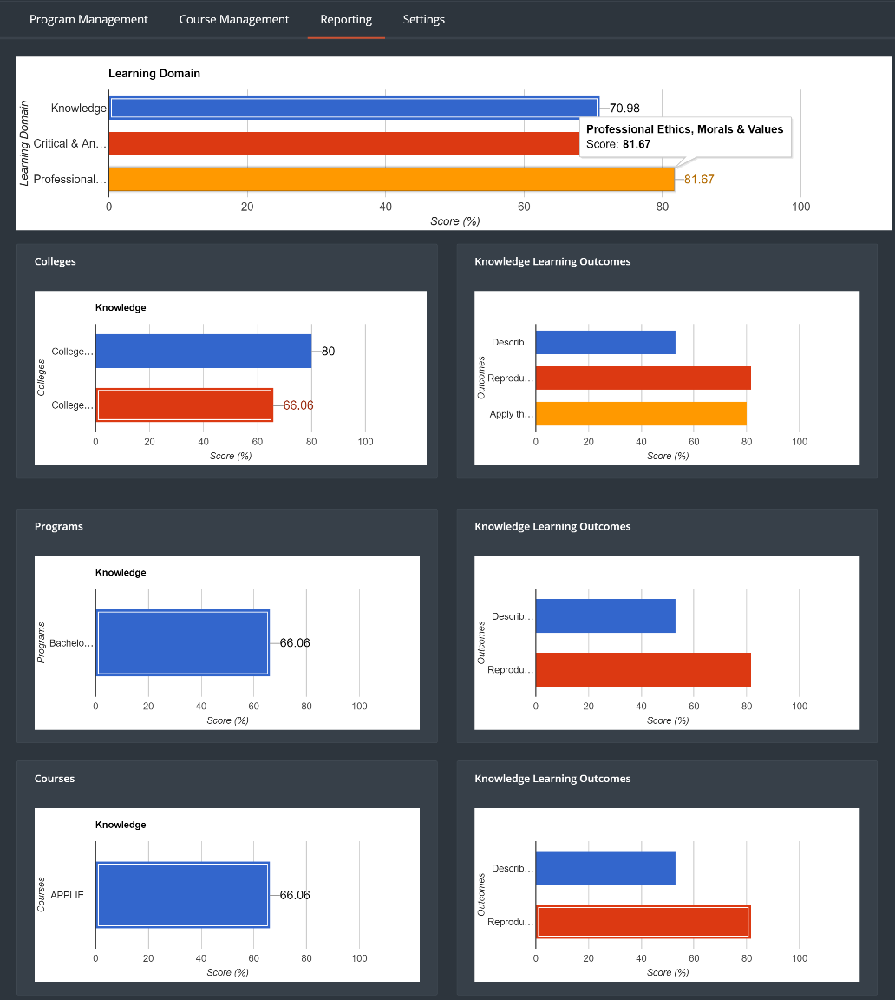 Program Management Course Management Reporting Settings
Learning Domain
Learning Domain
Knowledge
70.98
Professional Ethics, Morals & Values
Score: 81.67
Critical & An...
Professional...
81.67
0 20 40 60 80 100
Score (%)
Colleges
Knowledge
Colleges
College...
80
College...
66.06
0 20 40 60 80 100
Score (%)
Knowledge Learning Outcomes
Outcomes
Describ...
Reprodu...
Apply th...
0 20 40 60 80 100
Score (%)
Programs
Knowledge
Programs
Bachelo...
66.06
0 20 40 60 80 100
Score (%)
Knowledge Learning Outcomes
Outcomes
Describ...
Reprodu...
0 20 40 60 80 100
Score (%)
Courses
Knowledge
Courses
APPLIE...
66.06
0 20 40 60 80 100
Score (%)
Knowledge Learning Outcomes
Outcomes
Describ...
Reprodu...
0 20 40 60 80 100
Score (%)